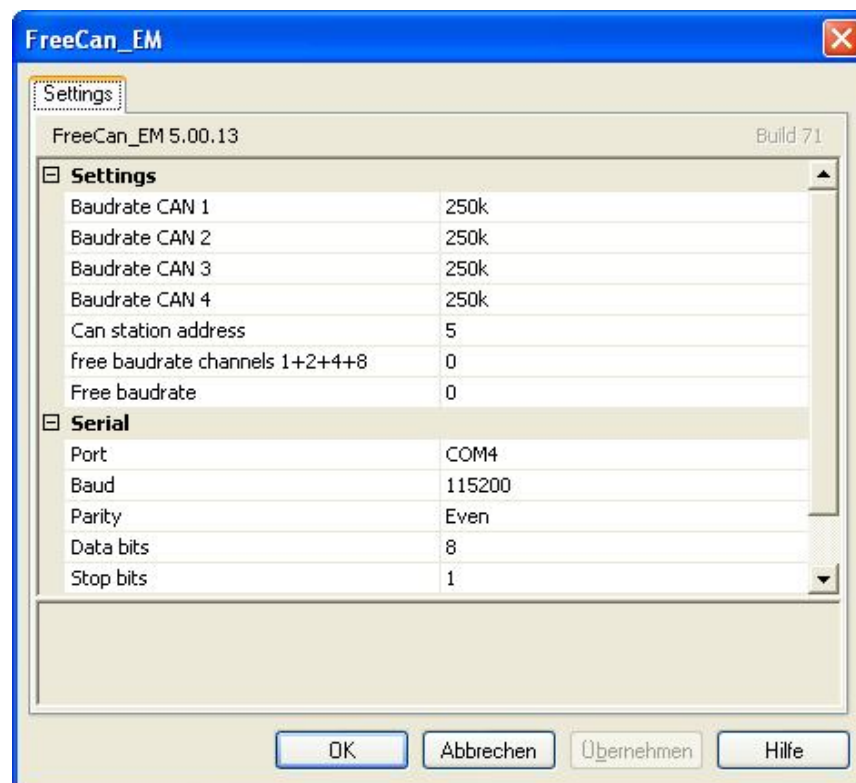 FreeCan_EM
Settings
FreeCan_EM 5.00.13 Build 71
Settings
Baudrate CAN 1 250k
Baudrate CAN 2 250k
Baudrate CAN 3 250k
Baudrate CAN 4 250k
Can station address 5
free baudrate channels 1+2+4+8 0
Free baudrate 0
Serial
Port COM4
Baud 115200
Parity Even
Data bits 8
Stop bits 1
OK Abbrechen Übernehmen Hilfe